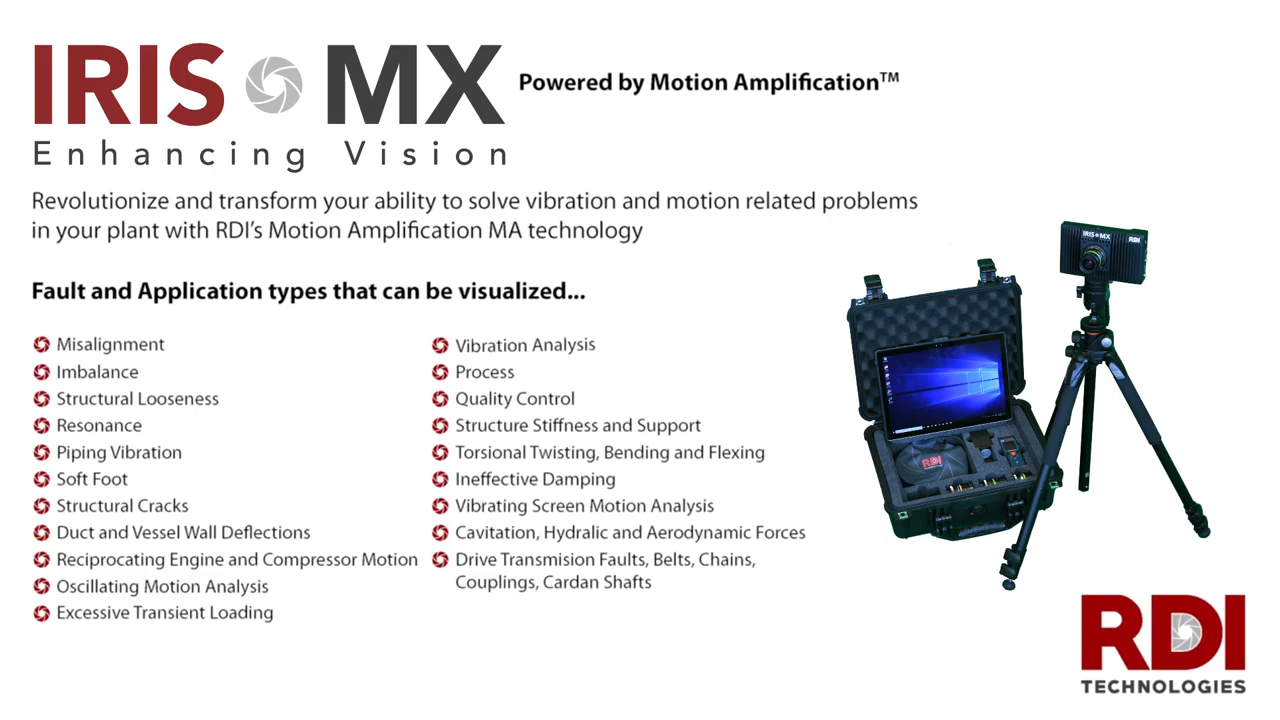 IRIS MX
Powered by Motion Amplification™
Enhancing Vision
Revolutionize and transform your ability to solve vibration and motion related problems
in your plant with RDI's Motion Amplification MA technology
Fault and Application types that can be visualized...
Misalignment
Imbalance
Structural Looseness
Resonance
Piping Vibration
Soft Foot
Structural Cracks
Duct and Vessel Wall Deflections
Reciprocating Engine and Compressor Motion
Oscillating Motion Analysis
Excessive Transient Loading
Vibration Analysis
Process
Quality Control
Structure Stiffness and Support
Torsional Twisting, Bending and Flexing
Ineffective Damping
Vibrating Screen Motion Analysis
Cavitation, Hydralic and Aerodynamic Forces
Drive Transmision Faults, Belts, Chains,
Couplings, Cardan Shafts
IRIS MX
RDI
RDI
RDI
TECHNOLOGIES